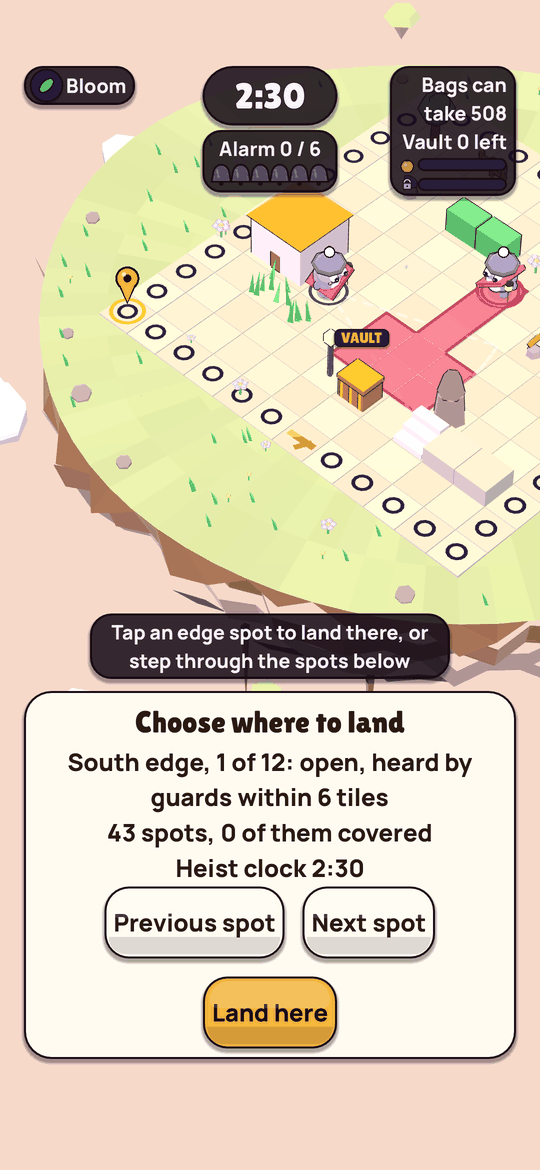 Bloom
2:30
Alarm 0 / 6
Bags can
take 508
Vault 0 left
VAULT
Tap an edge spot to land there, or
step through the spots below
Choose where to land
South edge, 1 of 12: open, heard by
guards within 6 tiles
43 spots, 0 of them covered
Heist clock 2:30
Previous spot
Next spot
Land here